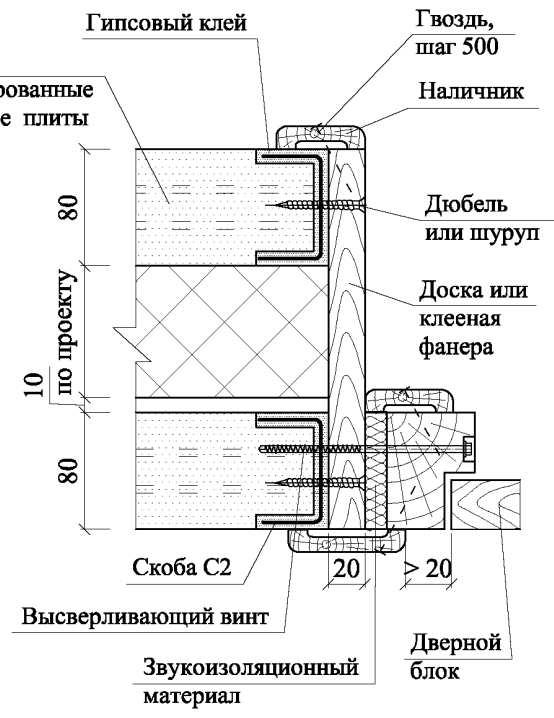 Гипсовый клей
Гвоздь,
шаг 500
Наличник
плиты
80
Дюбель
или шуруп
Доска или
клееная
фанера
по проекту
10
80
Скоба С2
20
> 20
Высверливающий винт
Дверной
блок
Звукоизоляционный
материал